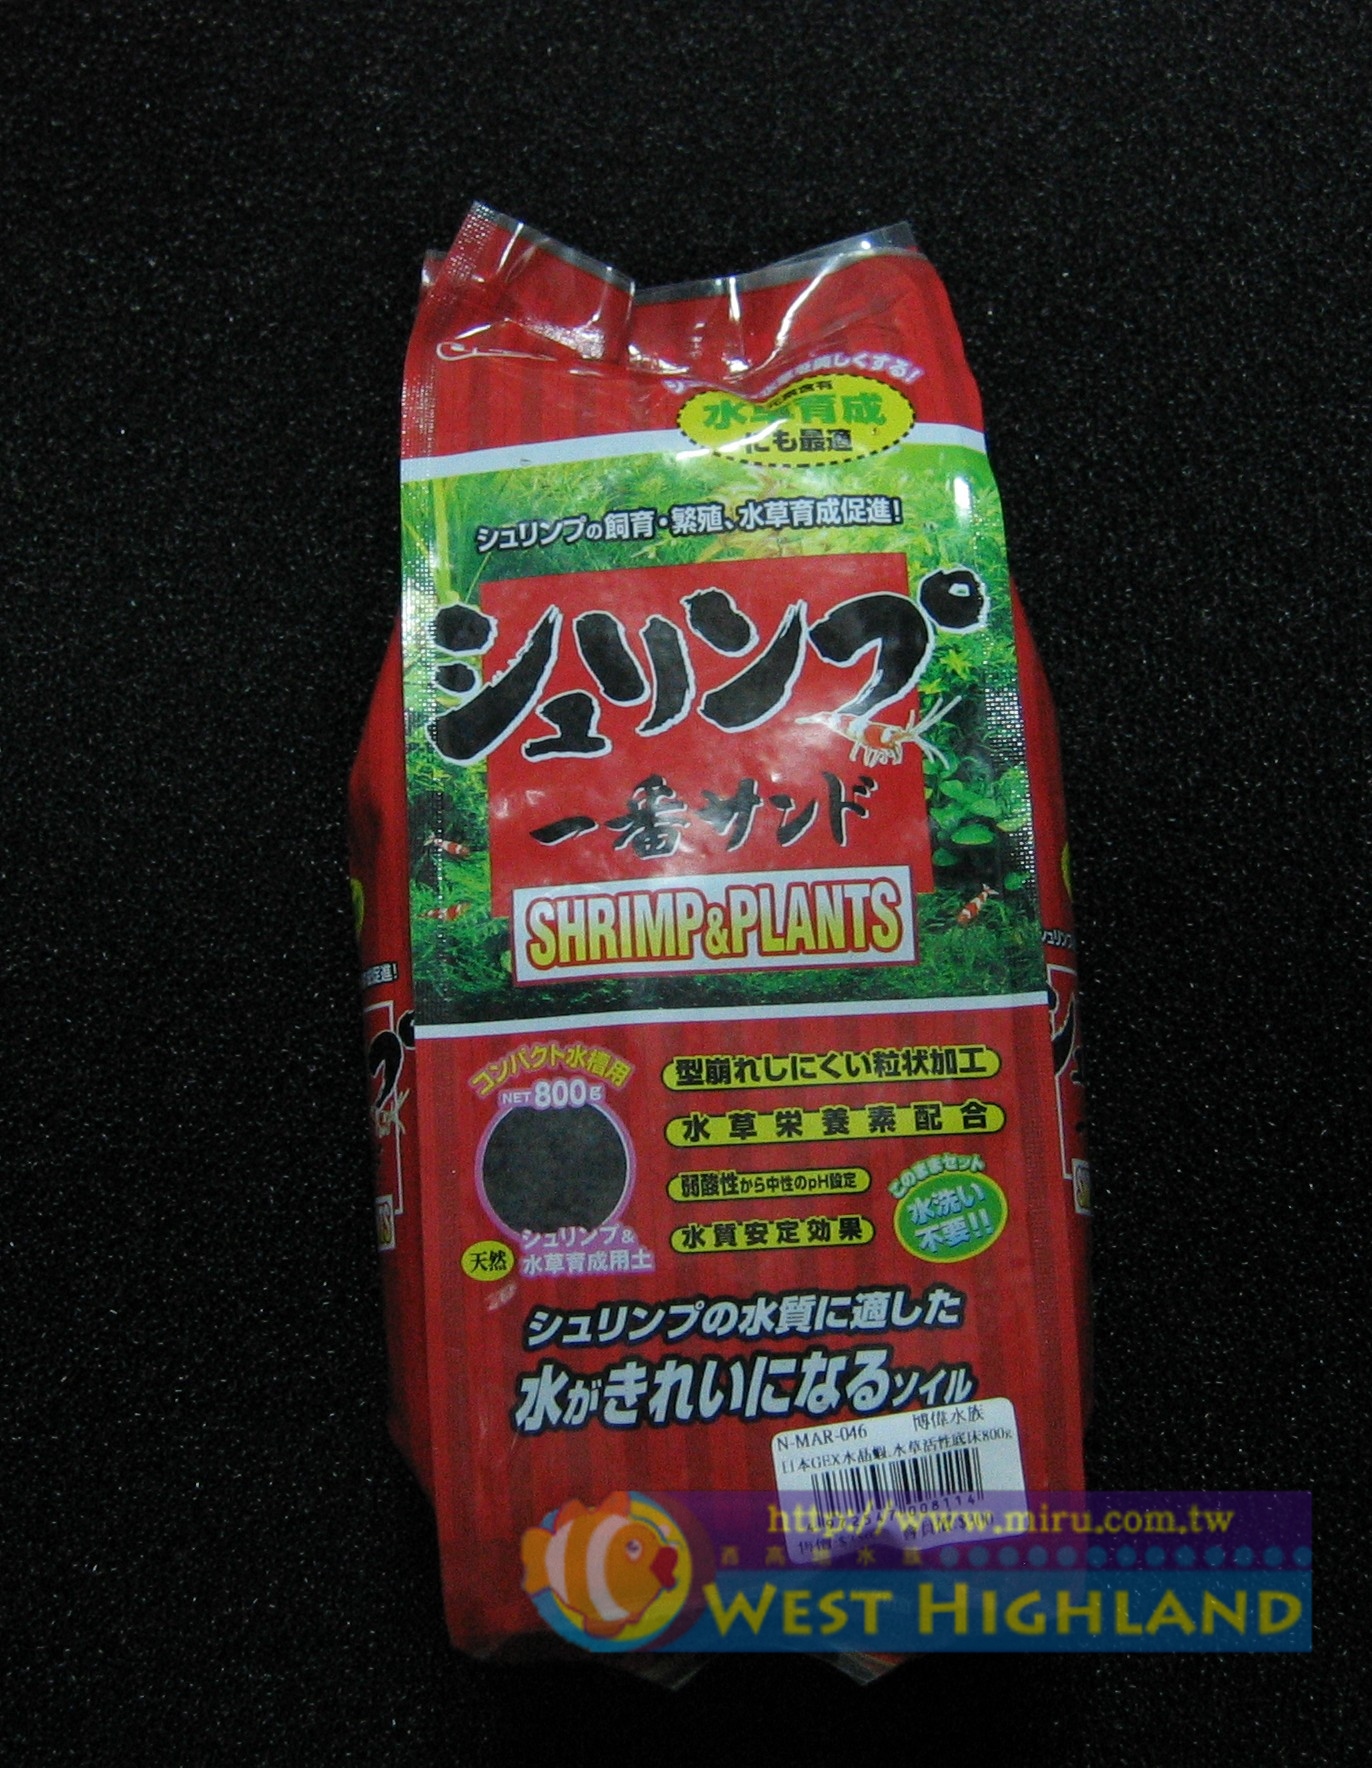 水草育成
にも最適
シュリンプの飼育・繁殖、水草育成促進!
シュリンプ
一番サンド
SHRIMP&PLANTS
コンパクト水槽用
NET 800g
型崩れしにくい粒状加工
水草栄養素配合
弱酸性から中性のpH設定
水質安定効果
このままセット
水洗い
不要!!
天然
シュリンプ&
水草育成用土
シュリンプの水質に適した
水がきれいになるソイル
N-MAR-046 博偉水族
日本GEX水晶蝦.水草活性底床800g
http://www.miru.com.tw
WEST HIGHLAND